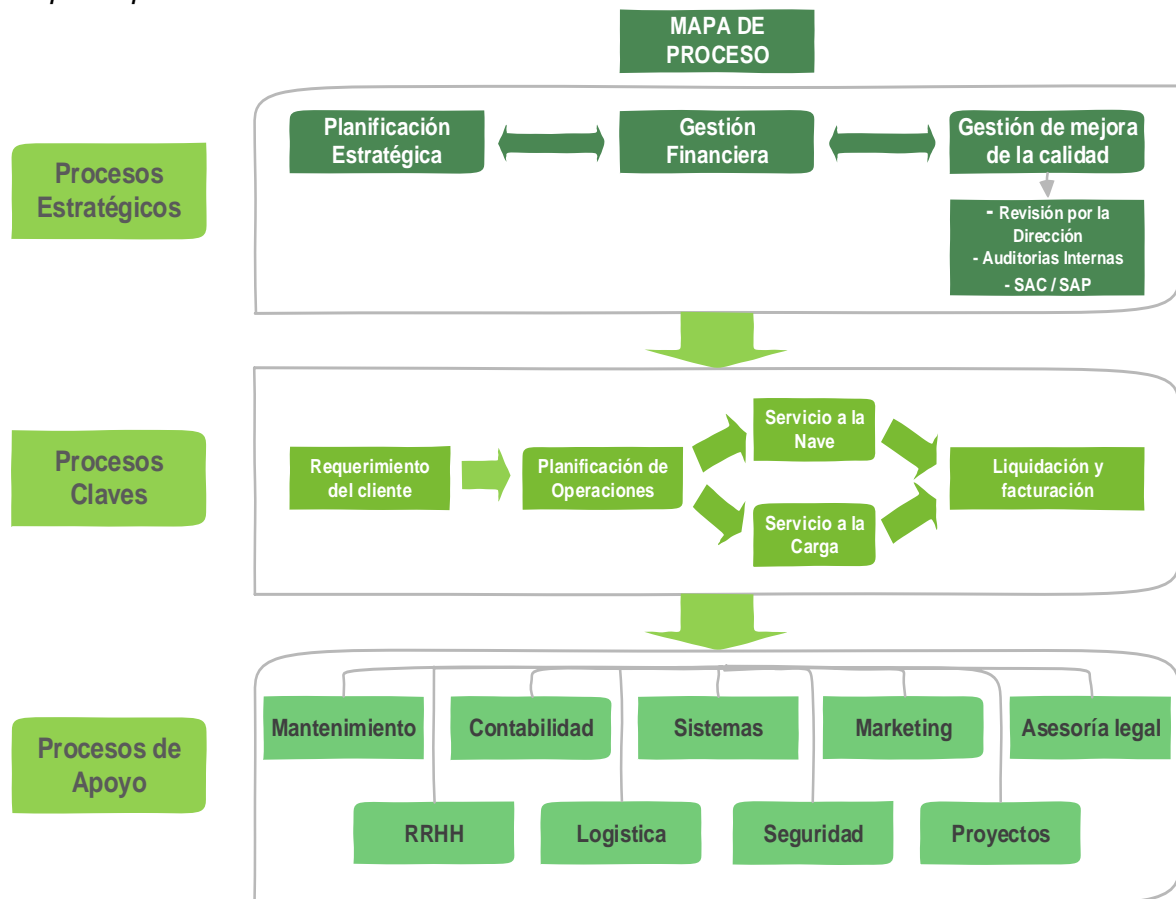 MAPA DE
PROCESO
Procesos
Estratégicos
Planificación
Estratégica
Gestión
Financiera
Gestión de mejora
de la calidad
- Revisión por la
Dirección
- Auditorias Internas
- SAC / SAP
Procesos
Claves
Requerimiento
del cliente
Planificación de
Operaciones
Servicio a la
Nave
Servicio a la
Carga
Liquidación y
facturación
Procesos de
Apoyo
Mantenimiento
Contabilidad
Sistemas
Marketing
Asesoría legal
RRHH
Logistica
Seguridad
Proyectos